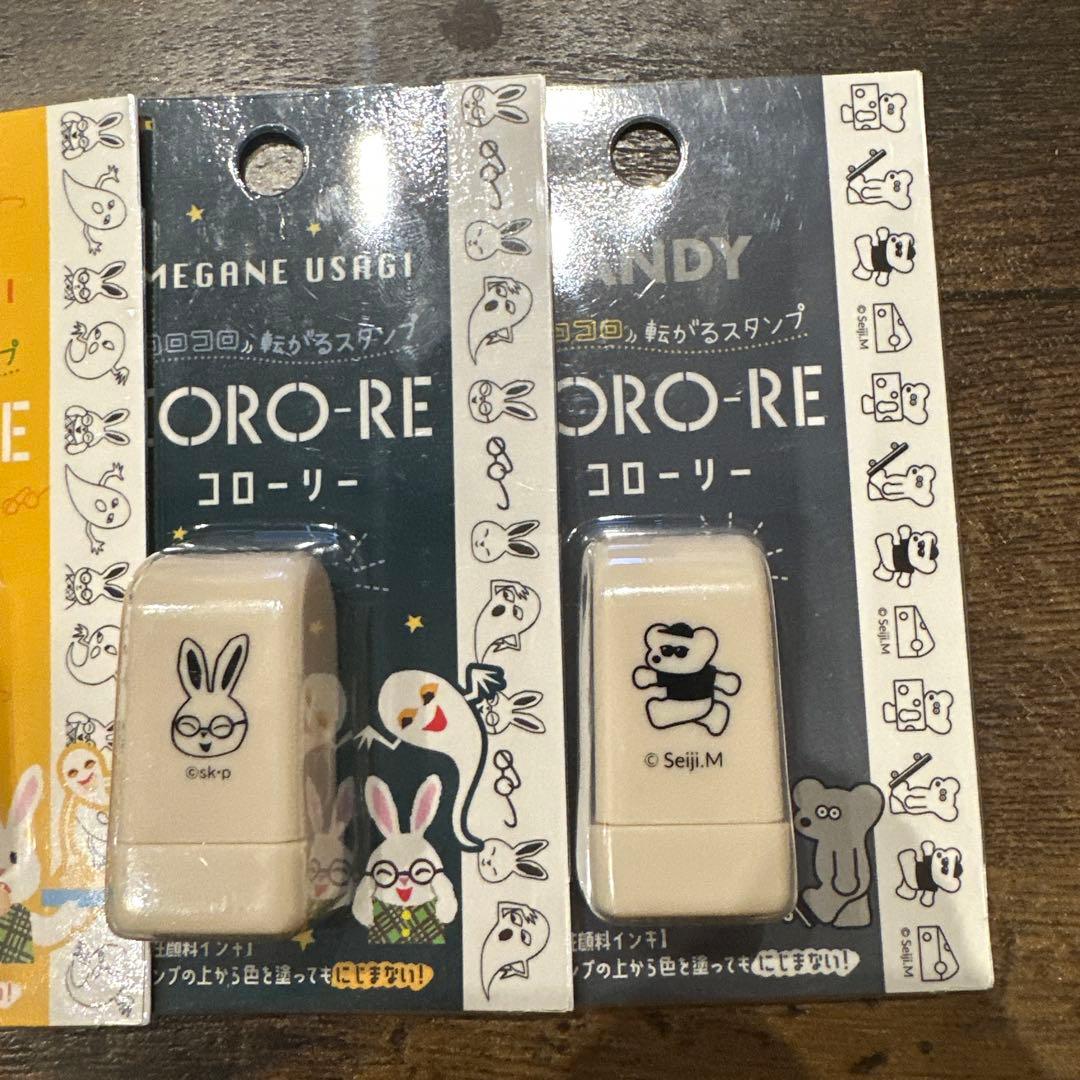 E
MEGANE USAGI
コロコロ」転がるスタンプ
ORO-RE
コローリー
©sk·p
顔料インキ】
ンプの上から色を塗っても にじまない!
ANDY
コロ」転がるスタンプ
ORO-RE
コローリー
© Seiji.M
顔料インキ】
ンプの上から色を塗っても にじまない!
© Seiji.M
© Seiji.M
© Seiji.M